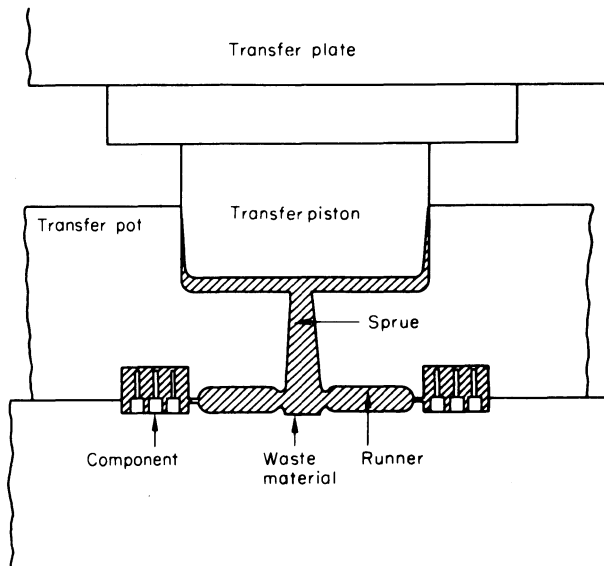 Transfer plate
Transfer piston
Transfer pot
Sprue
Component
Waste
material
Runner